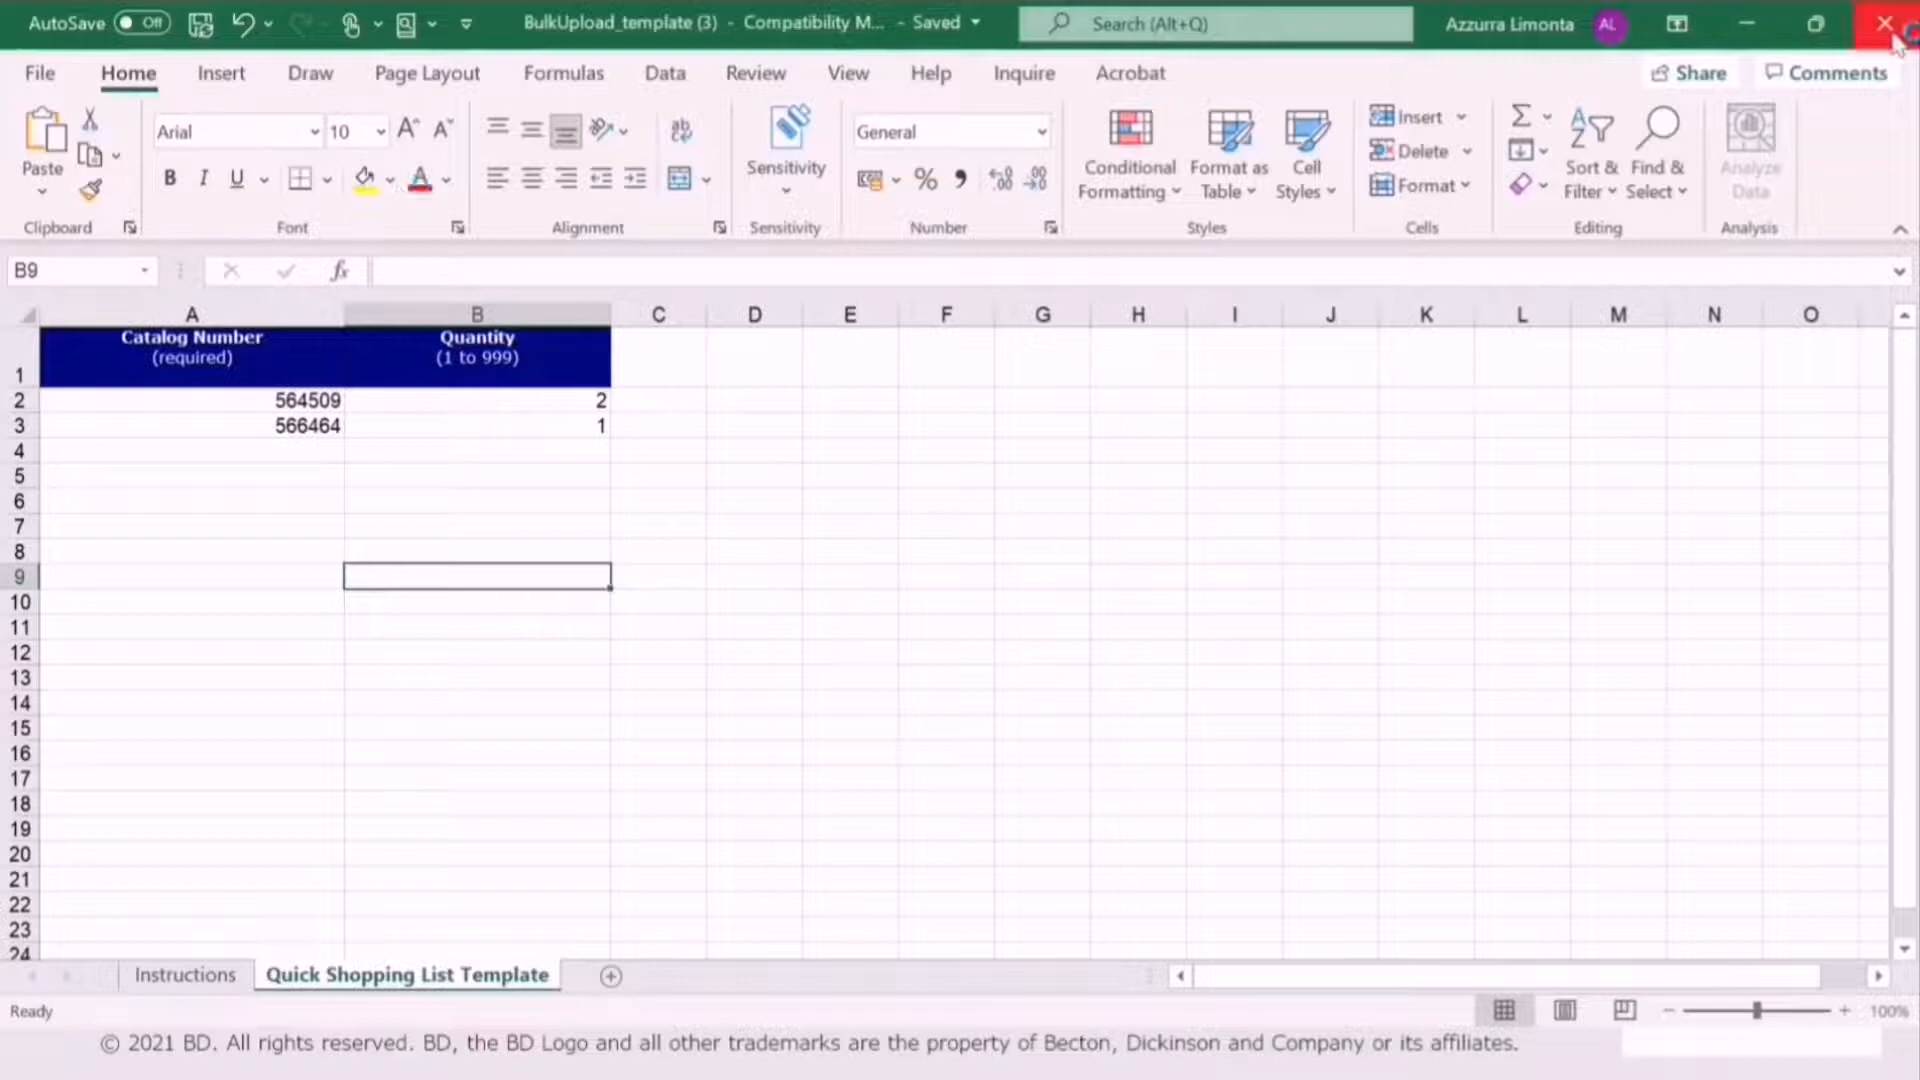 AutoSave Off BulkUpload_template (3) - Compatibility M... - Saved Search (Alt+Q) Azzurra Limonta AL
File Home Insert Draw Page Layout Formulas Data Review View Help Inquire Acrobat Share Comments
Arial 10 General Insert
Paste Sensitivity Conditional Formatting Format as Table Cell Styles Delete Sort & Filter Find & Select Analyze Data
B I U Format
Clipboard Font Alignment Sensitivity Number Styles Cells Editing Analysis
B9 fx
A B C D E F G H I J K L M N O
Catalog Number Quantity
(required) (1 to 999)
1
2 564509 2
3 566464 1
4
5
6
7
8
9
10
11
12
13
14
15
16
17
18
19
20
21
22
23
24
Instructions Quick Shopping List Template
Ready 100%
© 2021 BD. All rights reserved. BD, the BD Logo and all other trademarks are the property of Becton, Dickinson and Company or its affiliates.